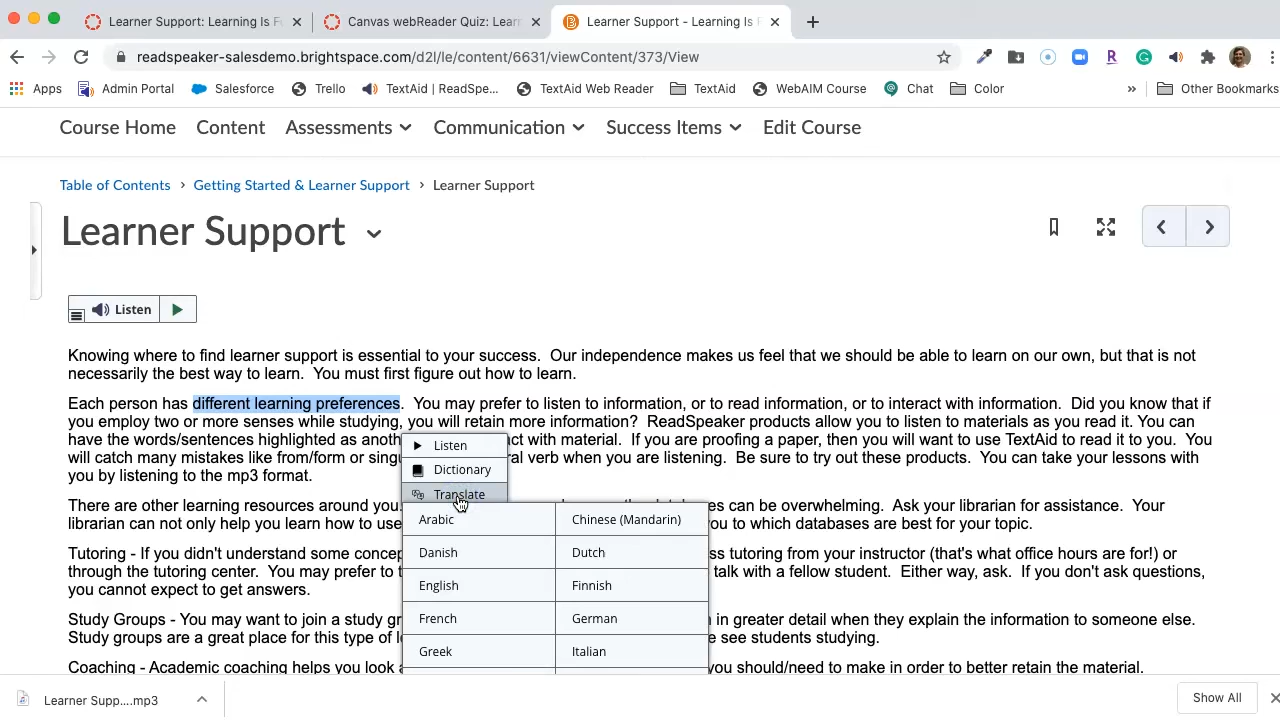 Learner Support: Learning Is F
Canvas webReader Quiz: Lear
Learner Support - Learning Is F
readspeaker-salesdemo.brightspace.com/d2l/le/content/6631/viewContent/373/View
Apps Admin Portal Salesforce Trello TextAid | ReadSpe... TextAid Web Reader TextAid WebAIM Course Chat Color » Other Bookmarks
Course Home Content Assessments Communication Success Items Edit Course
Table of Contents › Getting Started & Learner Support › Learner Support
Learner Support
Listen
Knowing where to find learner support is essential to your success. Our independence makes us feel that we should be able to learn on our own, but that is not
necessarily the best way to learn. You must first figure out how to learn.
Each person has different learning preferences. You may prefer to listen to information, or to read information, or to interact with information. Did you know that if
you employ two or more senses while studying, you will retain more information? ReadSpeaker products allow you to listen to materials as you read it. You can
have the words/sentences highlighted as anoth act with material. If you are proofing a paper, then you will want to use TextAid to read it to you. You
will catch many mistakes like from/form or singu ral verb when you are listening. Be sure to try out these products. You can take your lessons with
you by listening to the mp3 format.
Listen
Dictionary
Translate
There are other learning resources around you. es can be overwhelming. Ask your librarian for assistance. Your
librarian can not only help you learn how to use you to which databases are best for your topic.
Tutoring - If you didn't understand some concep ss tutoring from your instructor (that's what office hours are for!) or
through the tutoring center. You may prefer to t talk with a fellow student. Either way, ask. If you don't ask questions,
you cannot expect to get answers.
Study Groups - You may want to join a study gr n in greater detail when they explain the information to someone else.
Study groups are a great place for this type of l e see students studying.
Coaching - Academic coaching helps you look a you should/need to make in order to better retain the material.
Arabic Chinese (Mandarin)
Danish Dutch
English Finnish
French German
Greek Italian
Learner Supp....mp3
Show All